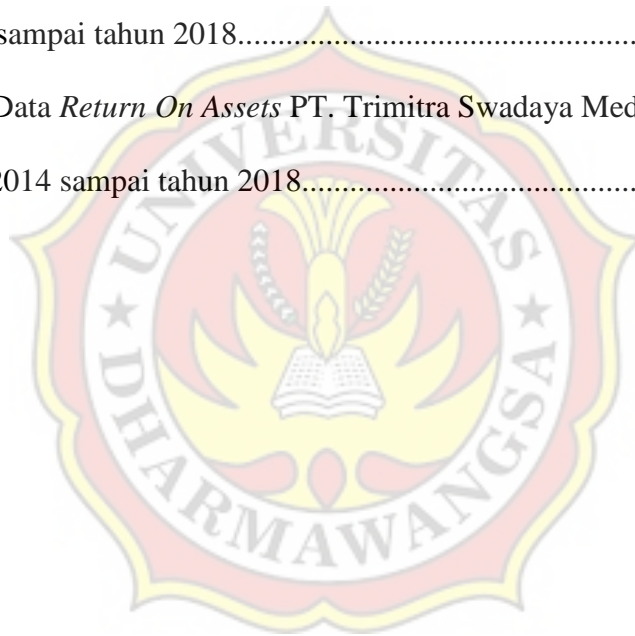 sampai tahun 2018...........................................................
Data Return On Assets PT. Trimitra Swadaya Med
2014 sampai tahun 2018..................................................
UNIVERSITAS
DHARMAWANGSA